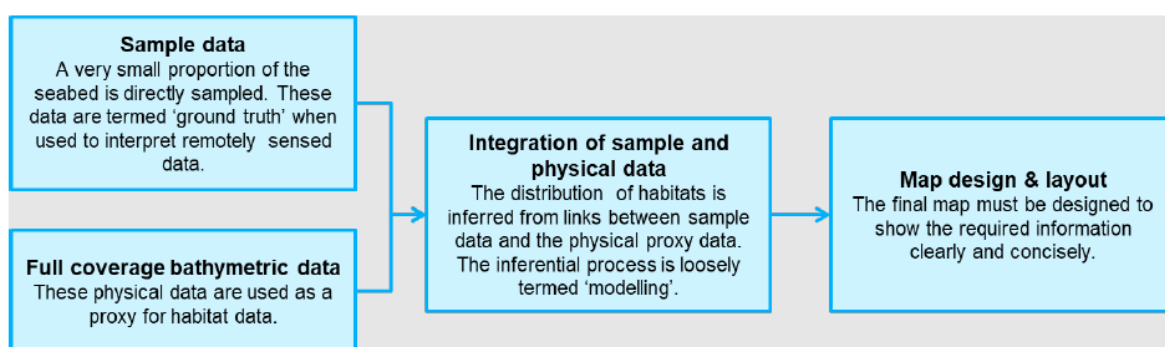 Sample data
A very small proportion of the
seabed is directly sampled. These
data are termed ‘ground truth’ when
used to interpret remotely sensed
data.
Full coverage bathymetric data
These physical data are used as a
proxy for habitat data.
Integration of sample and
physical data
The distribution of habitats is
inferred from links between sample
data and the physical proxy data.
The inferential process is loosely
termed ‘modelling’.
Map design & layout
The final map must be designed to
show the required information
clearly and concisely.